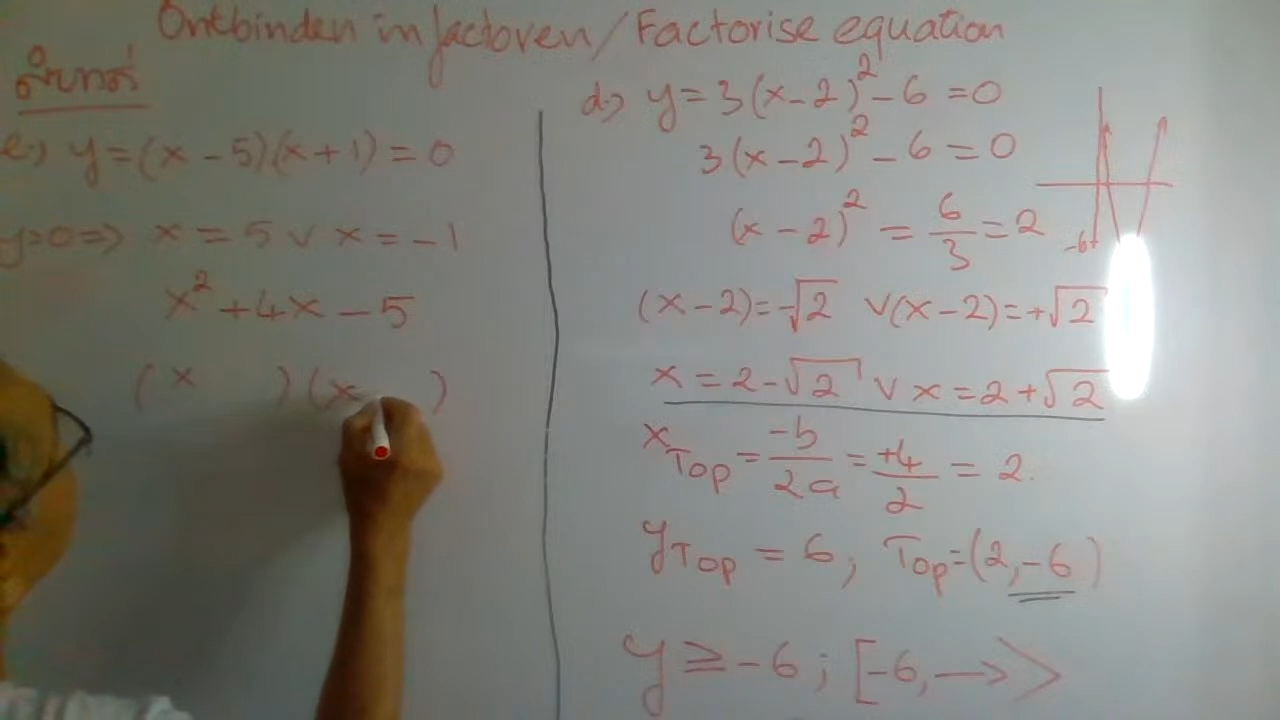 Ontbinden in factoren / Factorise equation
e.) y=(x-5)(x+1)=0
y=0=> x=5 v x=-1
x²+4x-5
(x )(x )
d.) y=3(x-2)²-6=0
3(x-2)²-6=0
(x-2)²=6/3=2
(x-2)=-√2 v(x-2)=+√2
x=2-√2 v x=2+√2
xTop=-b/2a=+4/2=2.
yTop=6, Top=(2,-6)
y≥-6; [-6,→>
-6